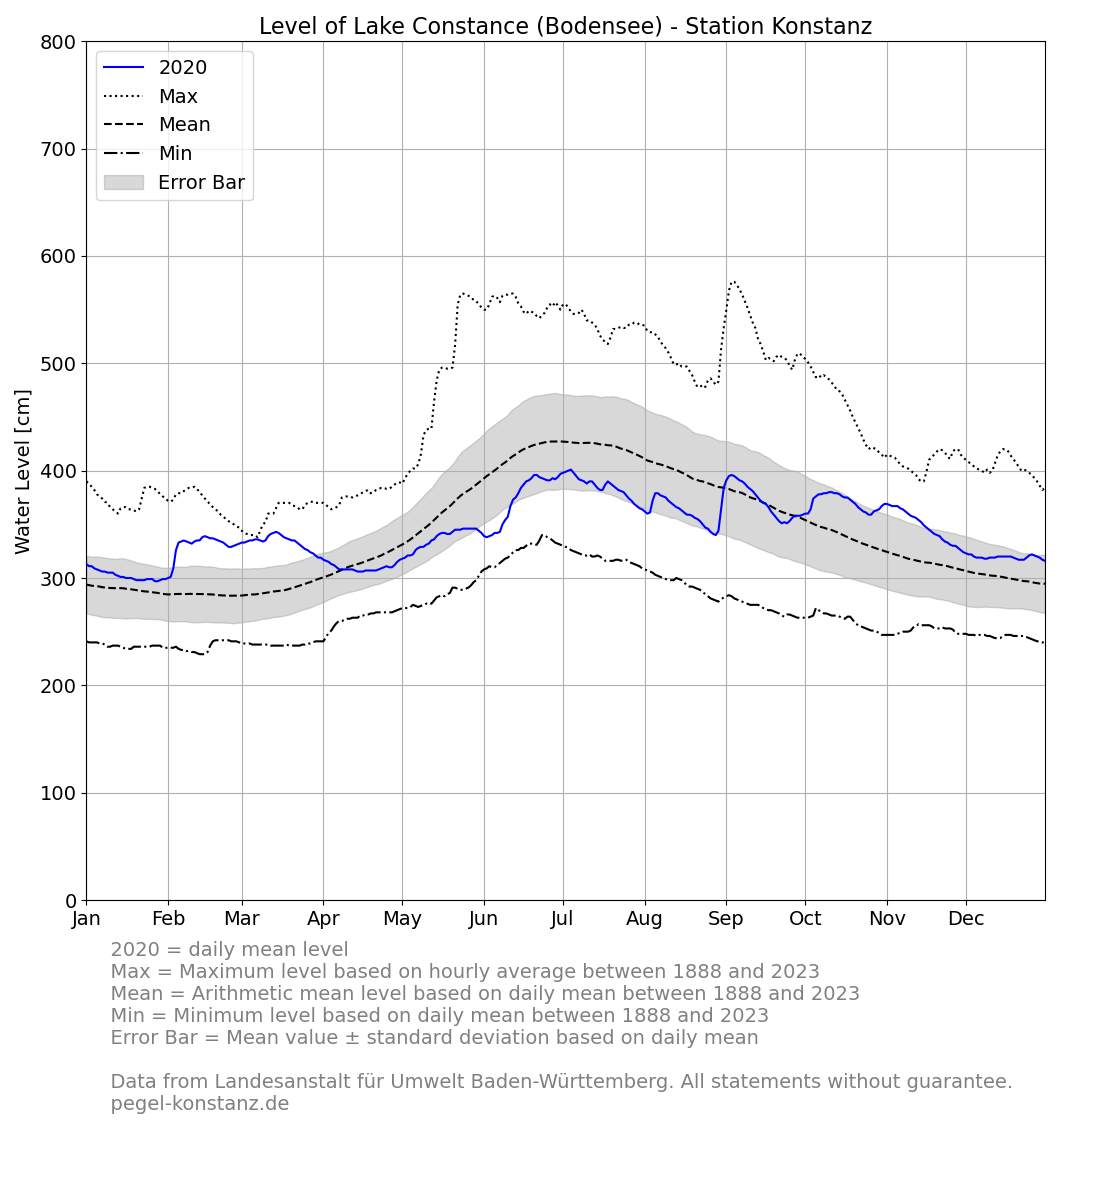 Level of Lake Constance (Bodensee) - Station Konstanz
800
700
600
500
400
300
200
100
0
Water Level [cm]
2020
Max
Mean
Min
Error Bar
Jan Feb Mar Apr May Jun Jul Aug Sep Oct Nov Dec
2020 = daily mean level
Max = Maximum level based on hourly average between 1888 and 2023
Mean = Arithmetic mean level based on daily mean between 1888 and 2023
Min = Minimum level based on daily mean between 1888 and 2023
Error Bar = Mean value ± standard deviation based on daily mean
Data from Landesanstalt für Umwelt Baden-Württemberg. All statements without guarantee.
pegel-konstanz.de